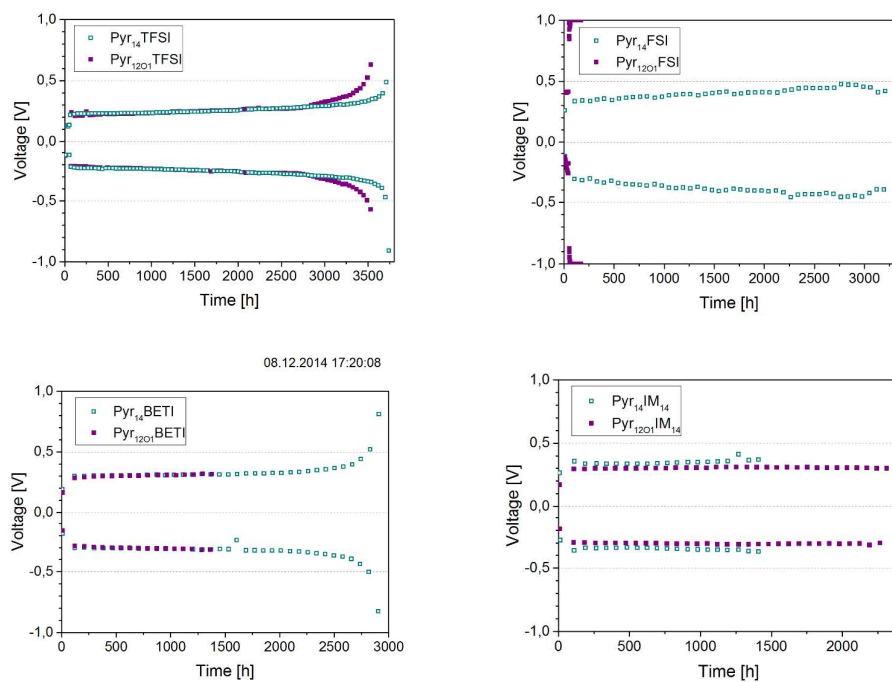 Pyr14TFSI
Pyr12O1TFSI
Voltage [V]
1,0
0,5
0,0
-0,5
-1,0
0 500 1000 1500 2000 2500 3000 3500
Time [h]
Pyr14FSI
Pyr12O1FSI
Voltage [V]
1,0
0,5
0,0
-0,5
-1,0
0 500 1000 1500 2000 2500 3000
Time [h]
08.12.2014 17:20:08
Pyr14BETI
Pyr12O1BETI
Voltage [V]
1,0
0,5
0,0
-0,5
-1,0
0 500 1000 1500 2000 2500 3000
Time [h]
Pyr14IM14
Pyr12O1IM14
Voltage [V]
1,0
0,5
0,0
-0,5
-1,0
0 500 1000 1500 2000
Time [h]